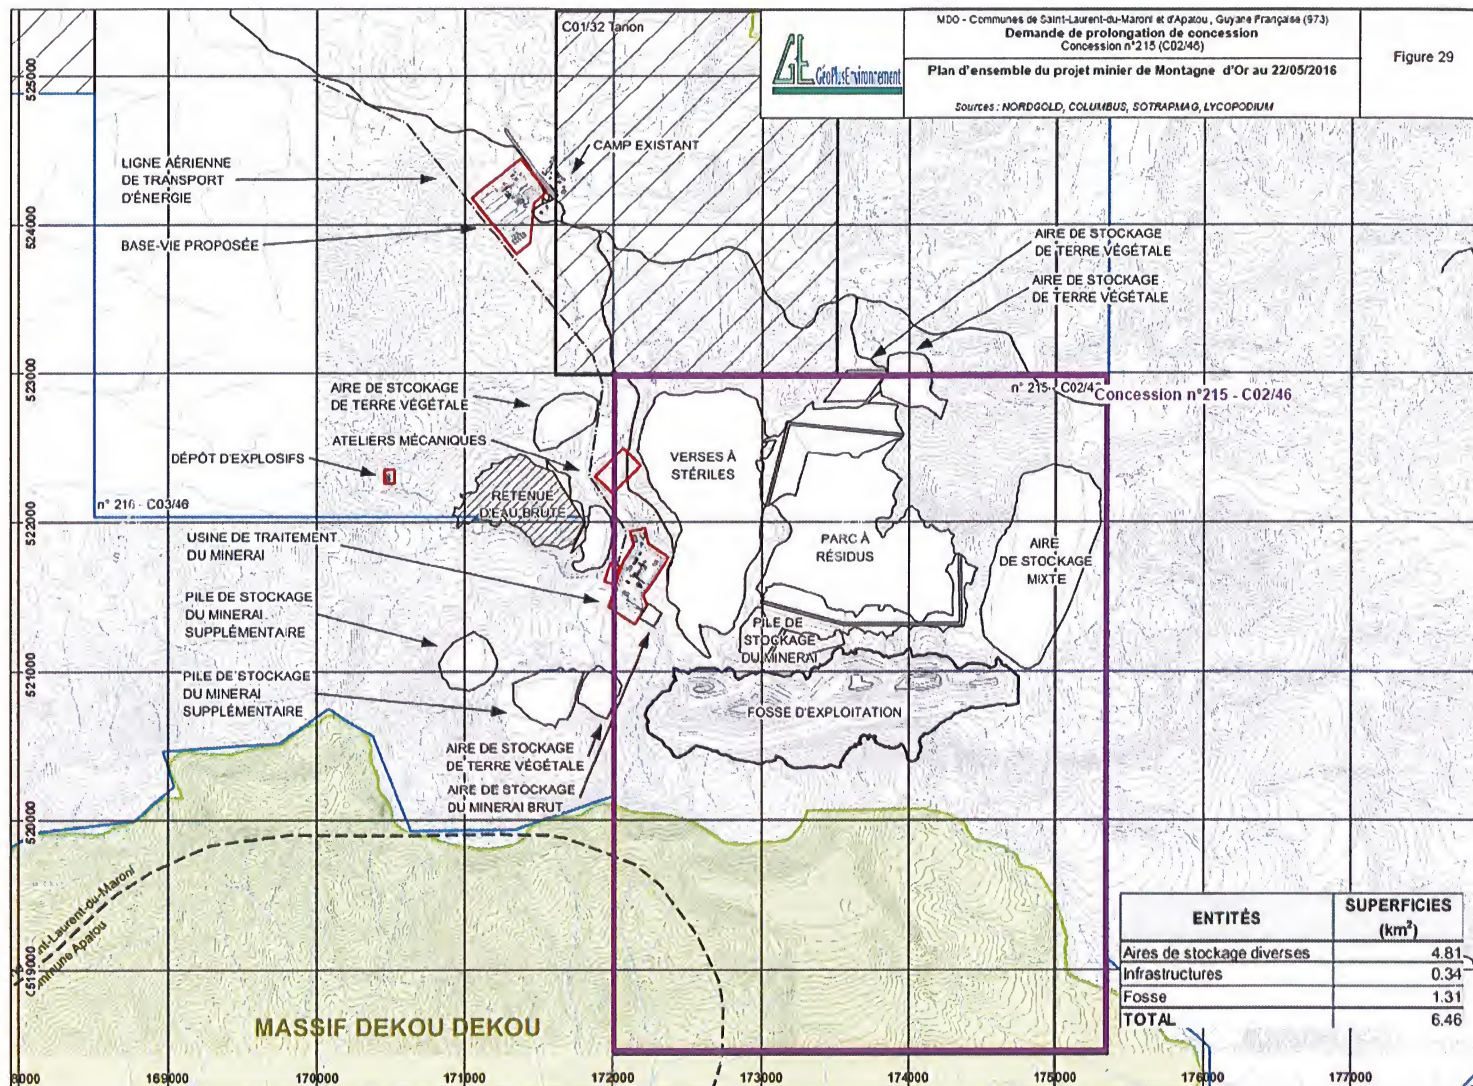 C01/32 Tanon
GéoPlusEnvironnement
MDO - Communes de Saint-Laurent-du-Maroni et d'Apatou, Guyane Française (973)
Demande de prolongation de concession
Concession n°215 (C02/46)
Plan d'ensemble du projet minier de Montagne d'Or au 22/05/2016
Sources : NORDGOLD, COLUMBUS, SOTRAPMAG, LYCOPODIUM
Figure 29
525000
524000
523000
522000
521000
520000
519000
LIGNE AÉRIENNE
DE TRANSPORT
D'ÉNERGIE
BASE-VIE PROPOSÉE
CAMP EXISTANT
AIRE DE STOCKAGE
DE TERRE VÉGÉTALE
AIRE DE STOCKAGE
DE TERRE VÉGÉTALE
n° 215 - C02/4
Concession n°215 - C02/46
AIRE DE STCOKAGE
DE TERRE VÉGÉTALE
ATELIERS MÉCANIQUES
DÉPÔT D'EXPLOSIFS
n° 216 - C03/46
RETENUE
D'EAU BRUTE
VERSES À
STÉRILES
PARC À
RÉSIDUS
AIRE
DE STOCKAGE
MIXTE
USINE DE TRAITEMENT
DU MINERAI
PILE DE STOCKAGE
DU MINERAI
SUPPLÉMENTAIRE
PILE DE STOCKAGE
DU MINERAI
SUPPLÉMENTAIRE
PILE DE
STOCKAGE
DU MINERAI
FOSSE D'EXPLOITATION
AIRE DE STOCKAGE
DE TERRE VÉGÉTALE
AIRE DE STOCKAGE
DU MINERAI BRUT
nt-Laurent-du-Maroni
mmune Apatou
MASSIF DEKOU DEKOU
ENTITÉS SUPERFICIES (km²)
Aires de stockage diverses 4.81
Infrastructures 0.34
Fosse 1.31
TOTAL 6.46
169000 170000 171000 172000 173000 174000 175000 176000 177000